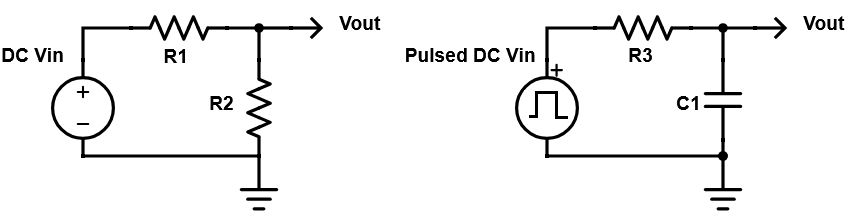 DC Vin
R1
Vout
R2
+
−
Pulsed DC Vin
+
R3
Vout
C1